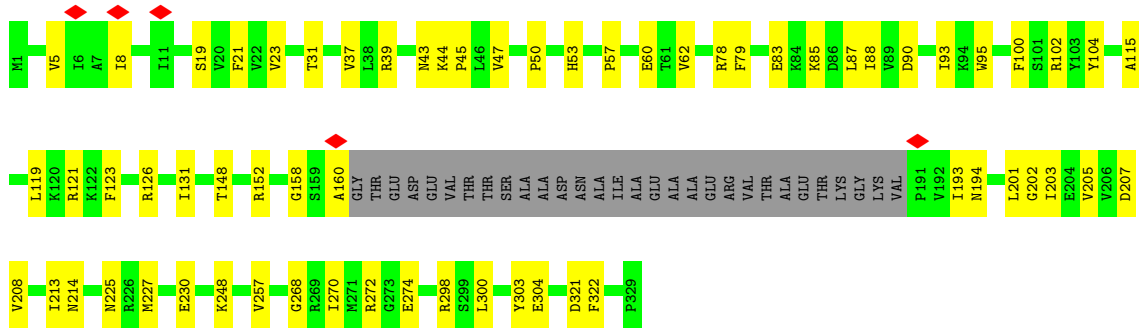 M1 V5 I6 A7 I8 I11 S19 V20 F21 V22 V23 T31 V37 L38 R39 N43 K44 P45 L46 V47 P50 H53 P57 E60 T61 V62 R78 F79 E83 K84 K85 D86 L87 I88 V89 D90 I93 K94 W95 F100 S101 R102 Y103 Y104 A115
L119 K120 R121 K122 F123 R126 I131 T148 R152 G158 S159 A160 GLY THR GLU ASP GLU VAL THR THR SER ALA ALA ASP ASN ALA ILE ALA GLU ALA ALA GLU ARG VAL THR ALA GLU THR LYS GLY LYS VAL P191 V192 I193 N194 L201 G202 I203 E204 V205 V206 D207
V208 I213 N214 N225 R226 M227 E230 K248 V257 G268 R269 I270 M271 R272 G273 E274 R298 S299 L300 Y303 E304 D321 F322 P329